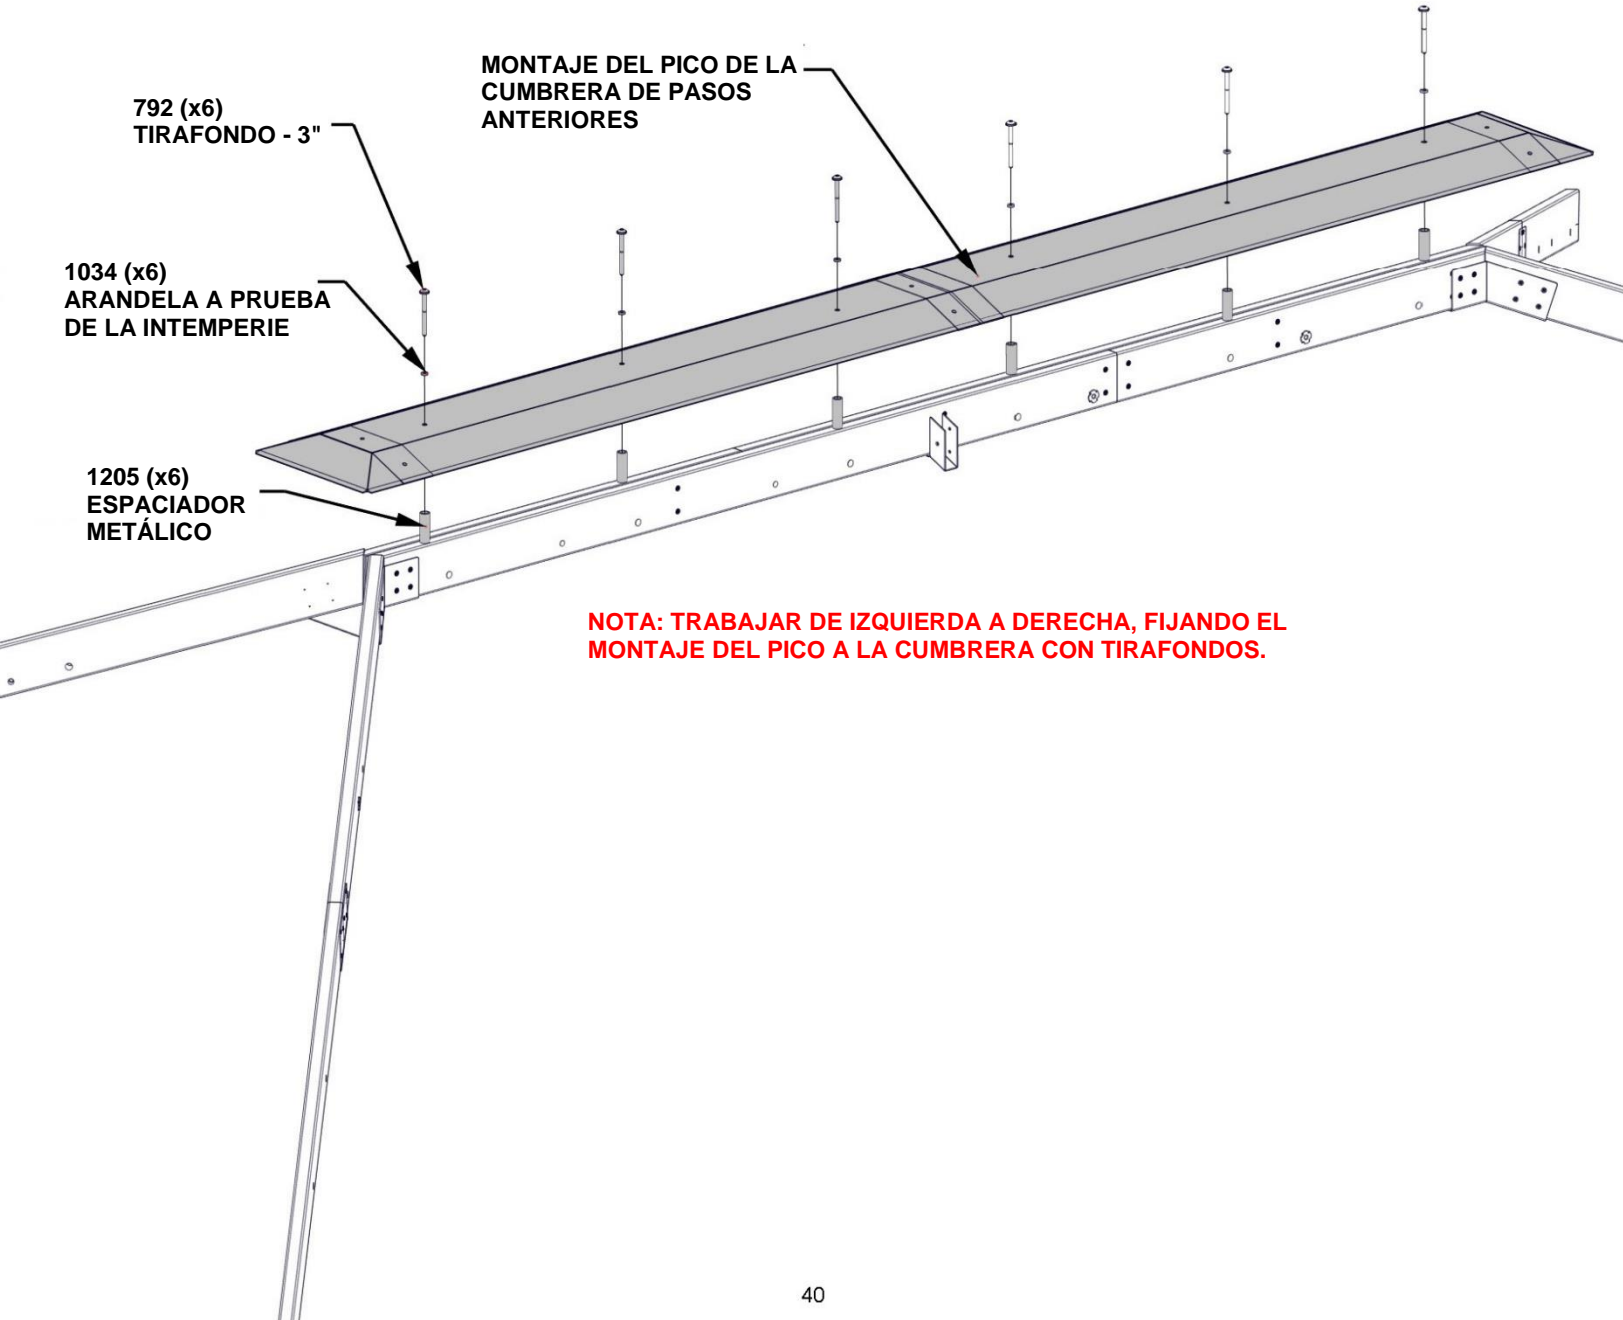 MONTAJE DEL PICO DE LA
CUMBRERA DE PASOS
ANTERIORES
792 (x6)
TIRAFONDO - 3"
1034 (x6)
ARANDELA A PRUEBA
DE LA INTEMPERIE
1205 (x6)
ESPACIADOR
METÁLICO
NOTA: TRABAJAR DE IZQUIERDA A DERECHA, FIJANDO EL
MONTAJE DEL PICO A LA CUMBRERA CON TIRAFONDOS.
40